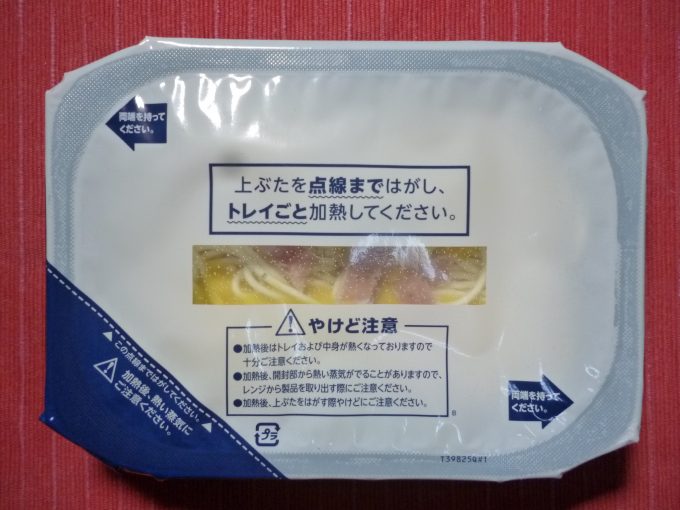 両端を持って
ください。
上ぶたを点線まではがし、
トレイごと加熱してください。
やけど注意
●加熱後はトレイおよび中身が熱くなっておりますので
十分ご注意ください。
●加熱後、開封部から熱い蒸気がでることがありますので、
レンジから製品を取り出す際にご注意ください。
●加熱後、上ぶたをはがす際やけどにご注意ください。
8
▲この点線まではがしてください。▲
加熱後、熱い蒸気に
ご注意ください。
両端を持って
ください。
プラ
T39825Q#1